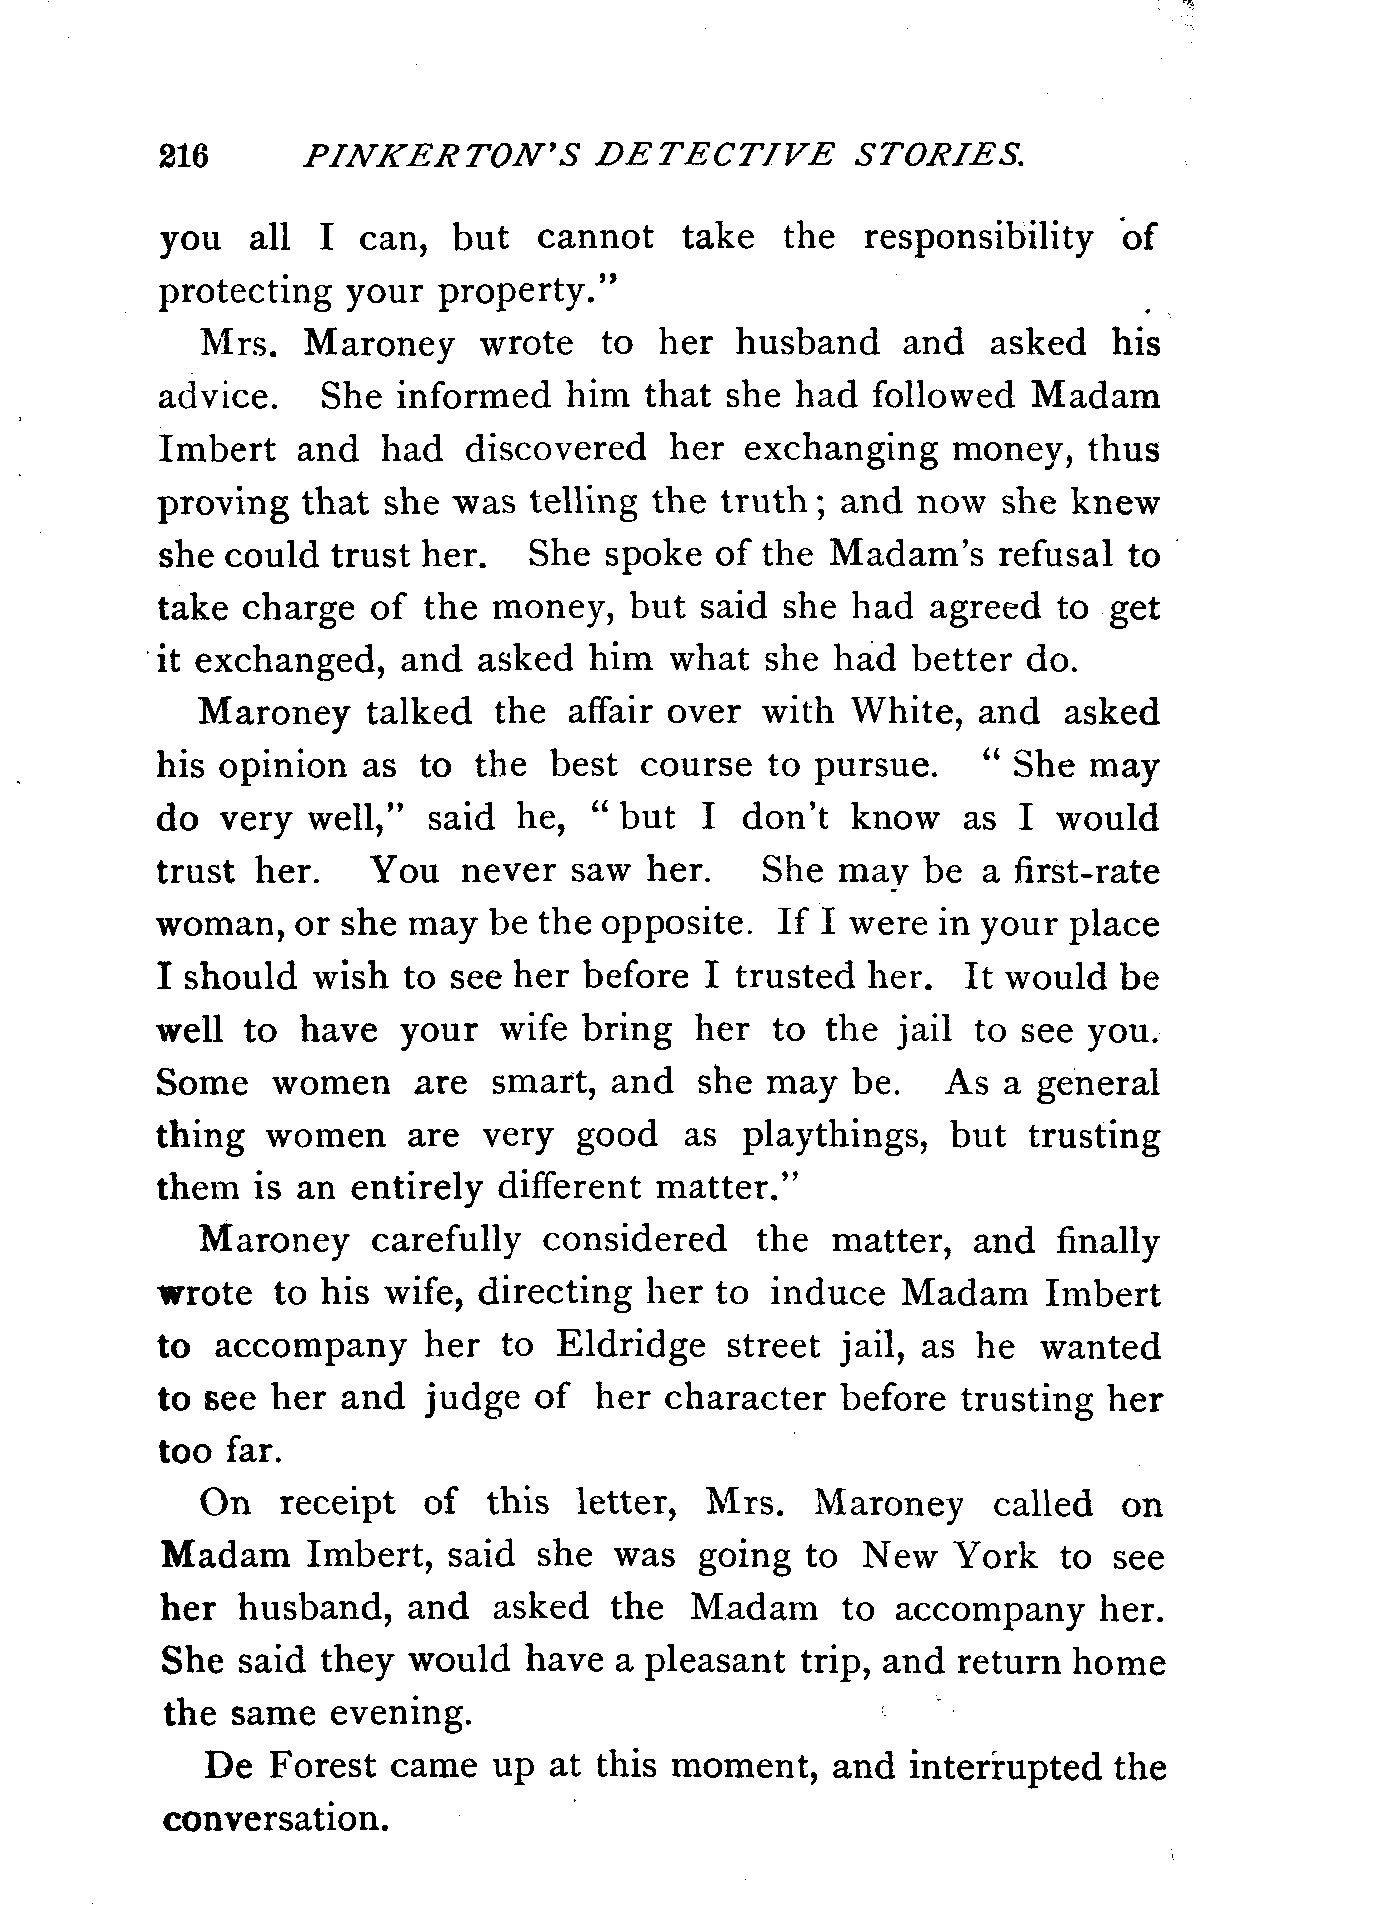 216 PINKERTON'S DETECTIVE STORIES.
you all I can, but cannot take the responsibility of
protecting your property."
Mrs. Maroney wrote to her husband and asked his
advice. She informed him that she had followed Madam
Imbert and had discovered her exchanging money, thus
proving that she was telling the truth; and now she knew
she could trust her. She spoke of the Madam's refusal to
take charge of the money, but said she had agreed to get
it exchanged, and asked him what she had better do.
Maroney talked the affair over with White, and asked
his opinion as to the best course to pursue. "She may
do very well," said he, "but I don't know as I would
trust her. You never saw her. She may be a first-rate
woman, or she may be the opposite. If I were in your place
I should wish to see her before I trusted her. It would be
well to have your wife bring her to the jail to see you.
Some women are smart, and she may be. As a general
thing women are very good as playthings, but trusting
them is an entirely different matter."
Maroney carefully considered the matter, and finally
wrote to his wife, directing her to induce Madam Imbert
to accompany her to Eldridge street jail, as he wanted
to see her and judge of her character before trusting her
too far.
On receipt of this letter, Mrs. Maroney called on
Madam Imbert, said she was going to New York to see
her husband, and asked the Madam to accompany her.
She said they would have a pleasant trip, and return home
the same evening.
De Forest came up at this moment, and interrupted the
conversation.